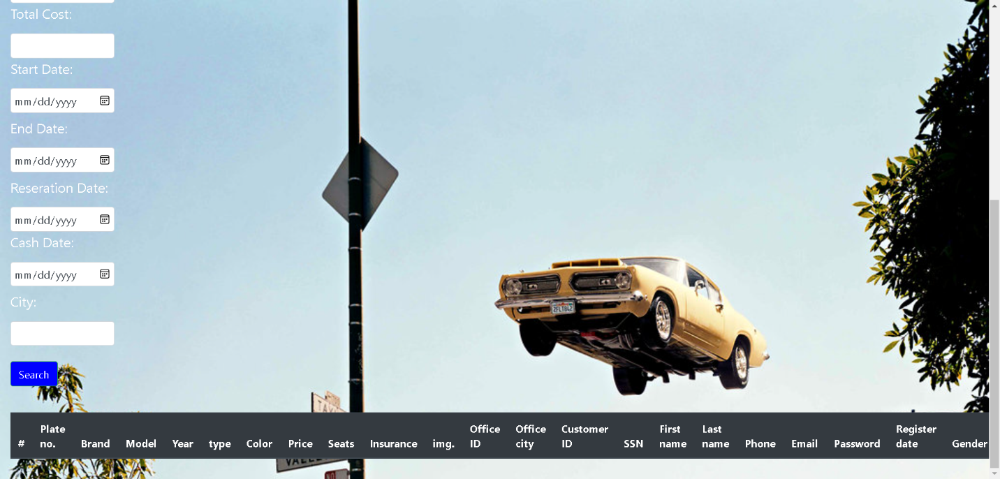 Total Cost:
Start Date:
mm/dd/yyyy
End Date:
mm/dd/yyyy
Reseration Date:
mm/dd/yyyy
Cash Date:
mm/dd/yyyy
City:
Search
# Plate no. Brand Model Year type Color Price Seats Insurance img. Office ID Office city Customer ID SSN First name Last name Phone Email Password Register date Gender